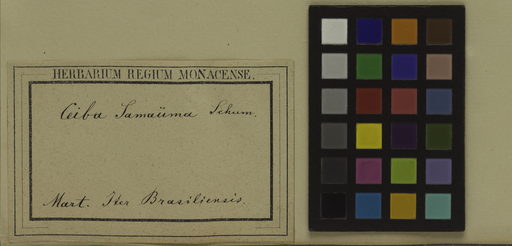 HERBARIUM REGIUM MONACENSE.
Ceiba Samaüma Schum.
Mart. Iter Brasiliensis.